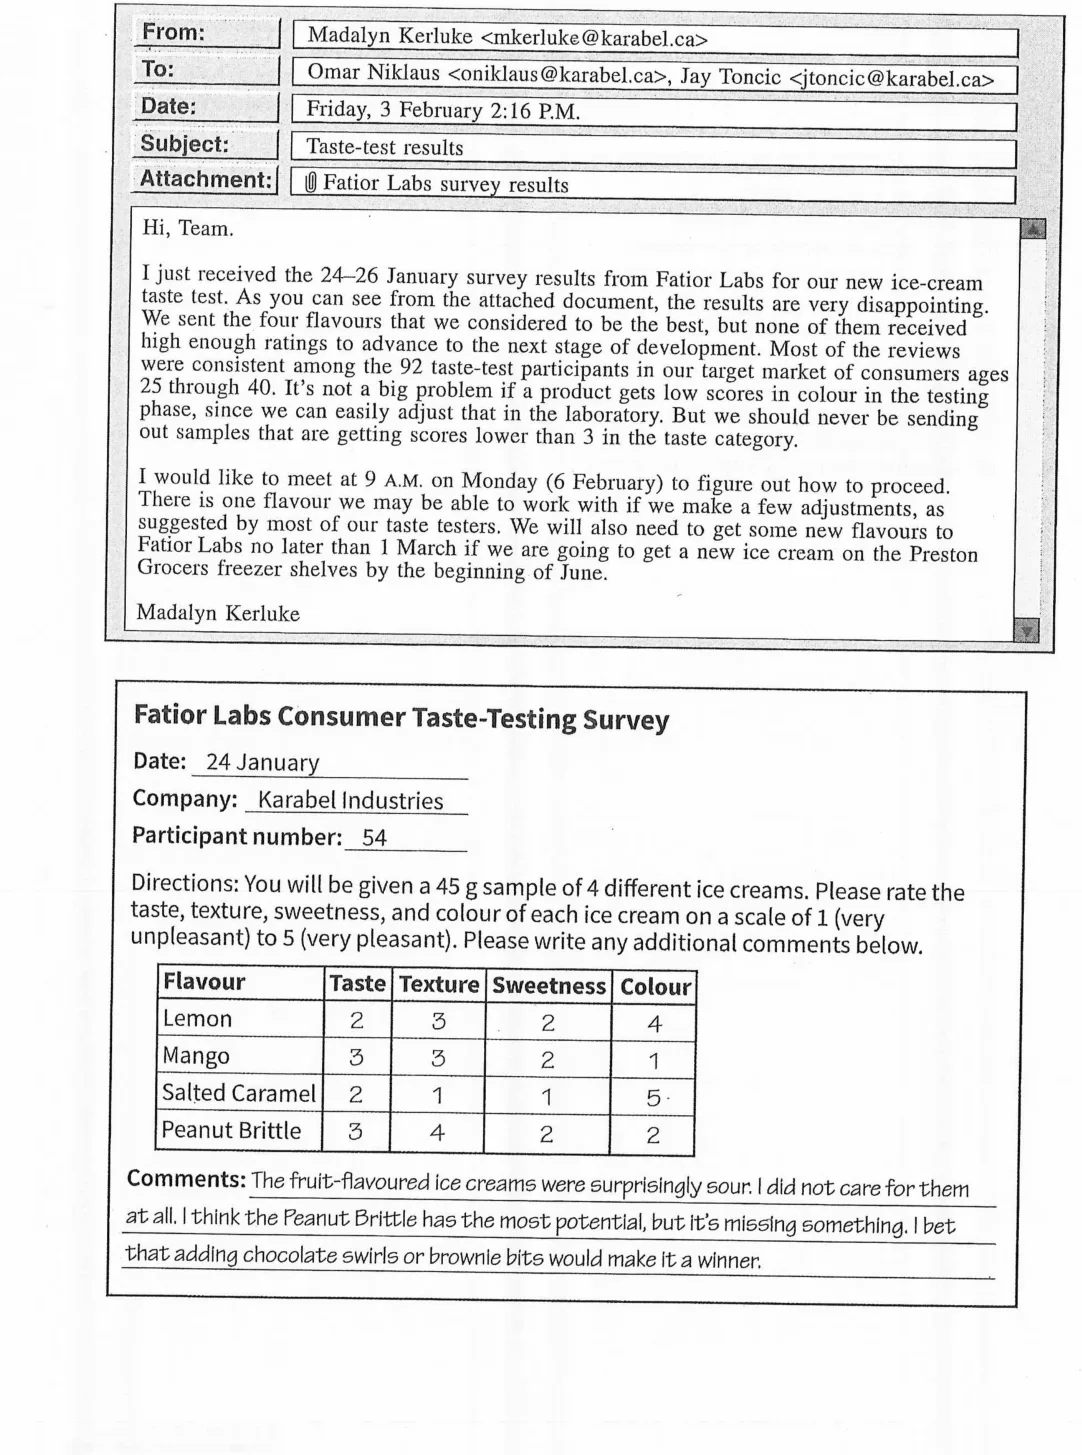 From: Madalyn Kerluke <mkerluke@karabel.ca>
To: Omar Niklaus <oniklaus@karabel.ca>, Jay Toncic <jtoncic@karabel.ca>
Date: Friday, 3 February 2:16 P.M.
Subject: Taste-test results
Attachment: Fatior Labs survey results
Hi, Team.
I just received the 24–26 January survey results from Fatior Labs for our new ice-cream
taste test. As you can see from the attached document, the results are very disappointing.
We sent the four flavours that we considered to be the best, but none of them received
high enough ratings to advance to the next stage of development. Most of the reviews
were consistent among the 92 taste-test participants in our target market of consumers ages
25 through 40. It's not a big problem if a product gets low scores in colour in the testing
phase, since we can easily adjust that in the laboratory. But we should never be sending
out samples that are getting scores lower than 3 in the taste category.
I would like to meet at 9 A.M. on Monday (6 February) to figure out how to proceed.
There is one flavour we may be able to work with if we make a few adjustments, as
suggested by most of our taste testers. We will also need to get some new flavours to
Fatior Labs no later than 1 March if we are going to get a new ice cream on the Preston
Grocers freezer shelves by the beginning of June.
Madalyn Kerluke
Fatior Labs Consumer Taste-Testing Survey
Date: 24 January
Company: Karabel Industries
Participant number: 54
Directions: You will be given a 45 g sample of 4 different ice creams. Please rate the
taste, texture, sweetness, and colour of each ice cream on a scale of 1 (very
unpleasant) to 5 (very pleasant). Please write any additional comments below.
Flavour Taste Texture Sweetness Colour
Lemon 2 3 2 4
Mango 3 3 2 1
Salted Caramel 2 1 1 5
Peanut Brittle 3 4 2 2
Comments: The fruit-flavoured ice creams were surprisingly sour. I did not care for them
at all. I think the Peanut Brittle has the most potential, but it's missing something. I bet
that adding chocolate swirls or brownie bits would make it a winner.